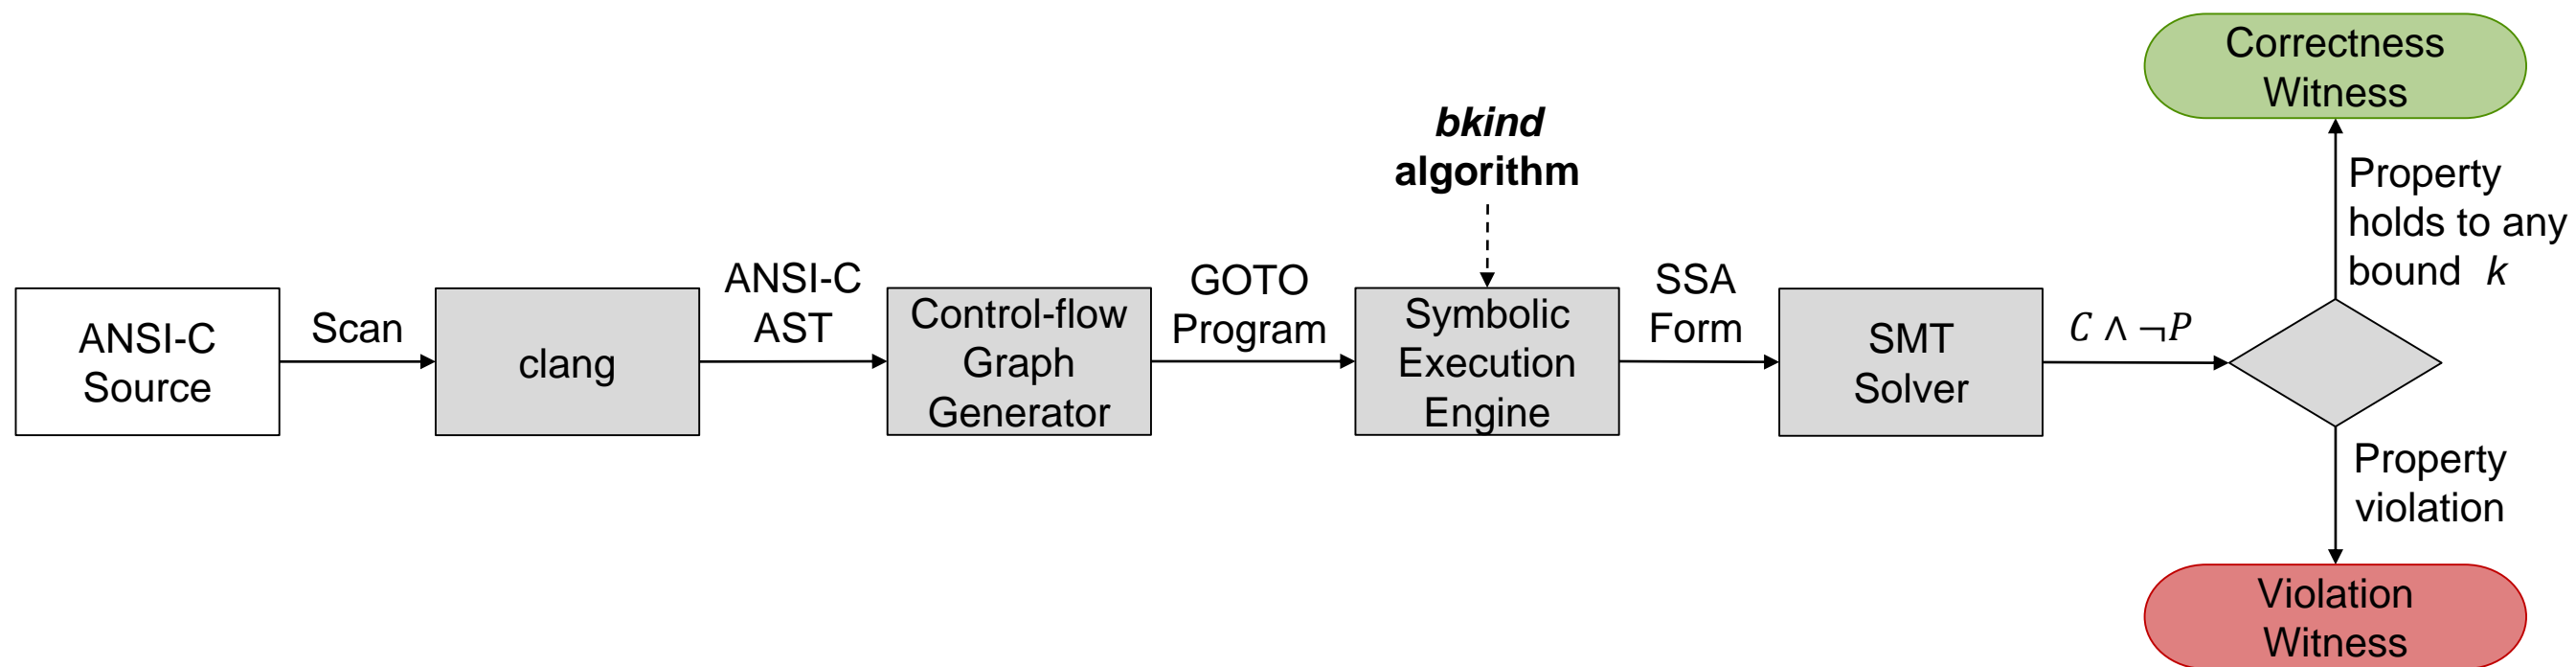 ANSI-C
Source
Scan
clang
ANSI-C
AST
Control-flow
Graph
Generator
GOTO
Program
bkind
algorithm
Symbolic
Execution
Engine
SSA
Form
SMT
Solver
C ∧ ¬P
Correctness
Witness
Property
holds to any
bound k
Property
violation
Violation
Witness